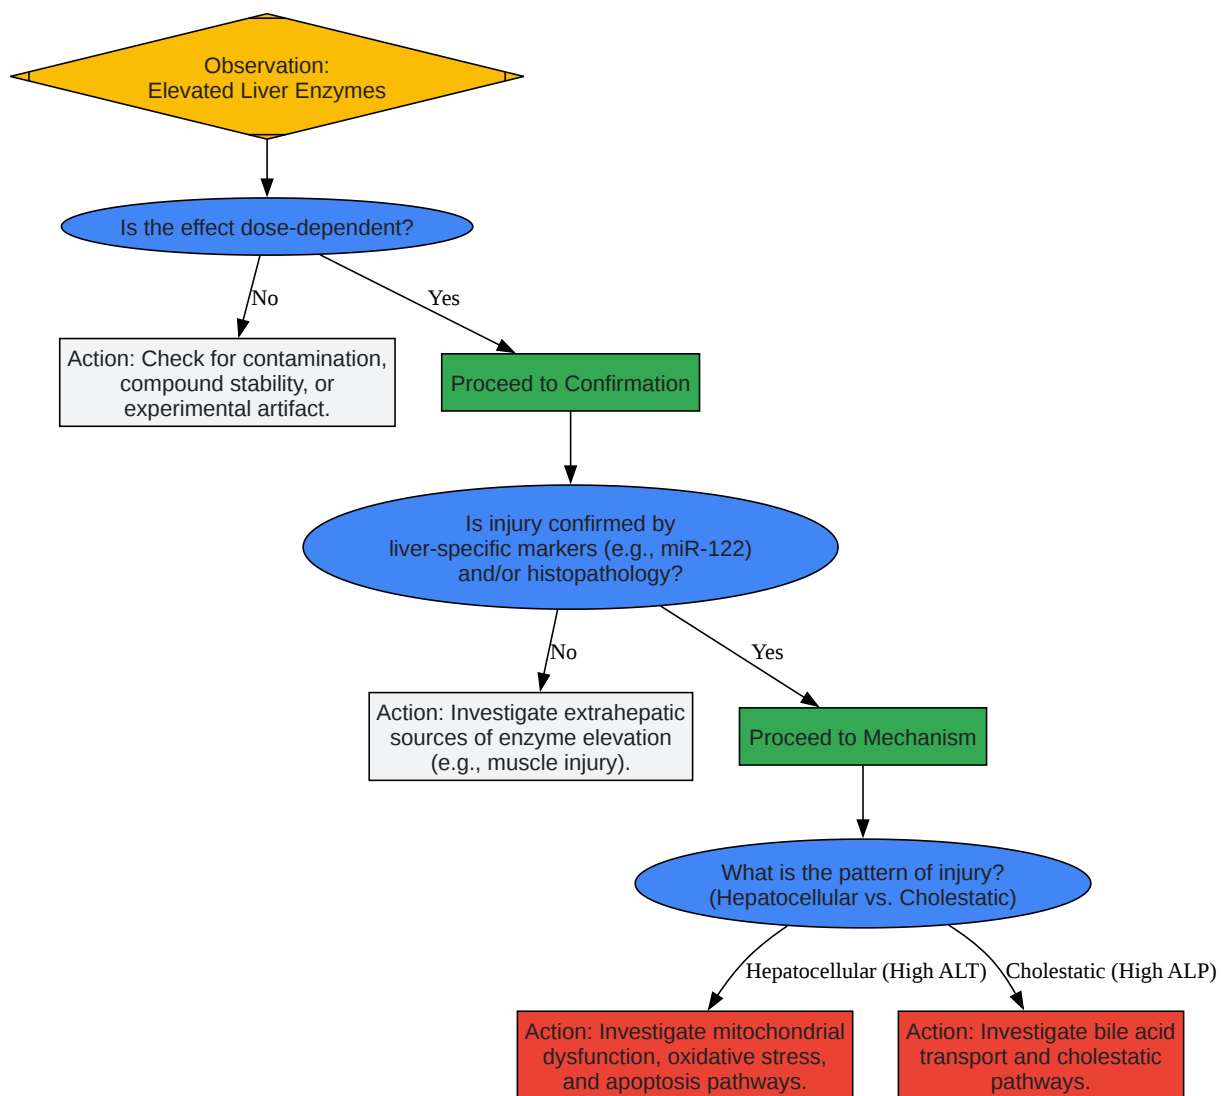 Observation:
Elevated Liver Enzymes
Is the effect dose-dependent?
No
Yes
Action: Check for contamination,
compound stability, or
experimental artifact.
Proceed to Confirmation
Is injury confirmed by
liver-specific markers (e.g., miR-122)
and/or histopathology?
No
Yes
Action: Investigate extrahepatic
sources of enzyme elevation
(e.g., muscle injury).
Proceed to Mechanism
What is the pattern of injury?
(Hepatocellular vs. Cholestatic)
Hepatocellular (High ALT)
Cholestatic (High ALP)
Action: Investigate mitochondrial
dysfunction, oxidative stress,
and apoptosis pathways.
Action: Investigate bile acid
transport and cholestatic
pathways.